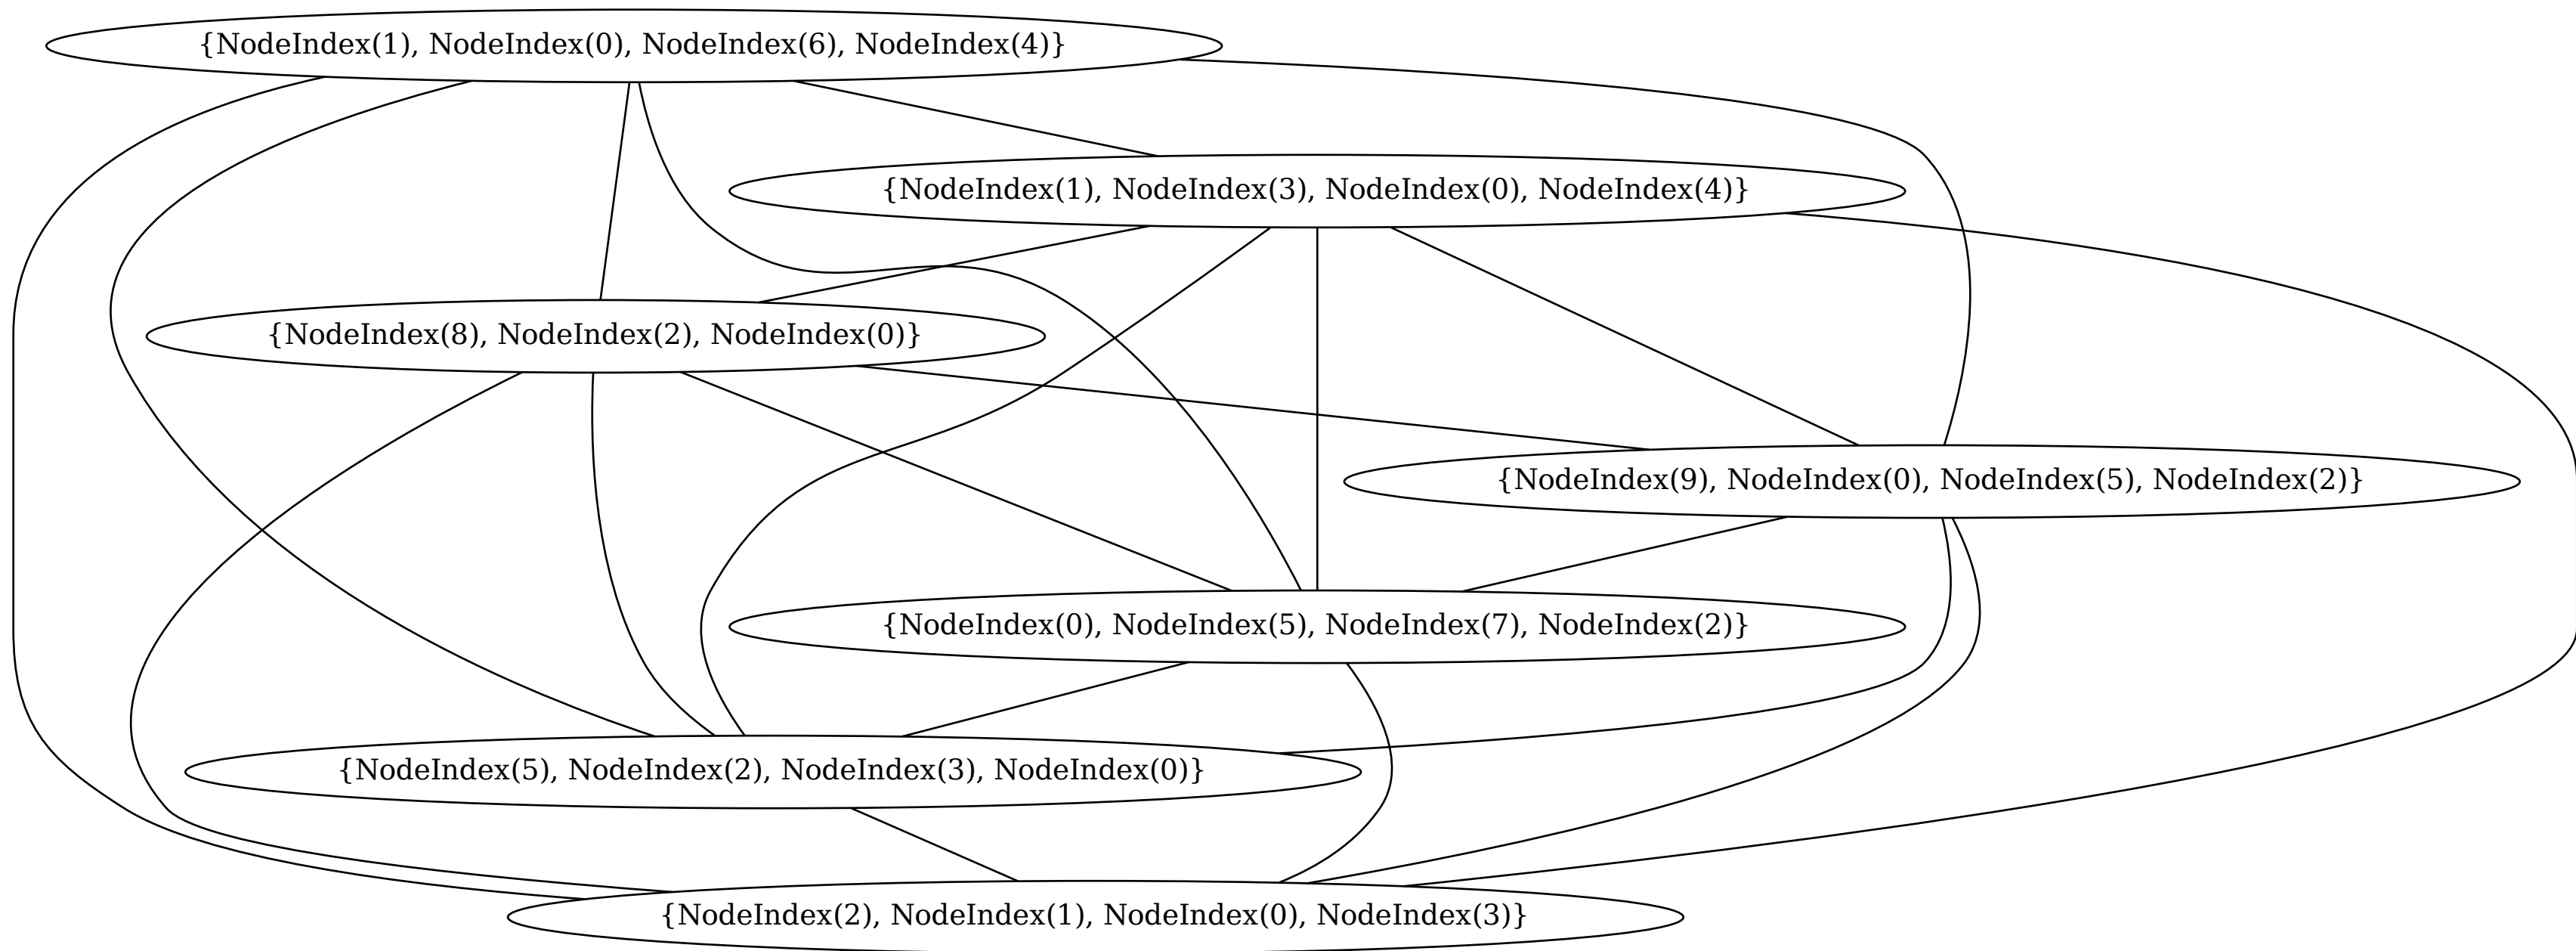 {NodeIndex(1), NodeIndex(0), NodeIndex(6), NodeIndex(4)}
{NodeIndex(1), NodeIndex(3), NodeIndex(0), NodeIndex(4)}
{NodeIndex(8), NodeIndex(2), NodeIndex(0)}
{NodeIndex(9), NodeIndex(0), NodeIndex(5), NodeIndex(2)}
{NodeIndex(0), NodeIndex(5), NodeIndex(7), NodeIndex(2)}
{NodeIndex(5), NodeIndex(2), NodeIndex(3), NodeIndex(0)}
{NodeIndex(2), NodeIndex(1), NodeIndex(0), NodeIndex(3)}